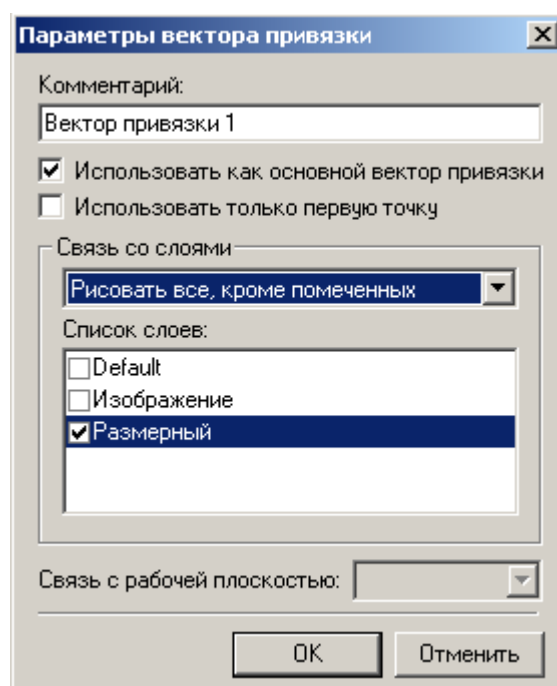 Параметры вектора привязки
Комментарий:
Вектор привязки 1
Использовать как основной вектор привязки
Использовать только первую точку
Связь со слоями
Рисовать все, кроме помеченных
Список слоев:
Default
Изображение
Размерный
Связь с рабочей плоскостью:
OK Отменить